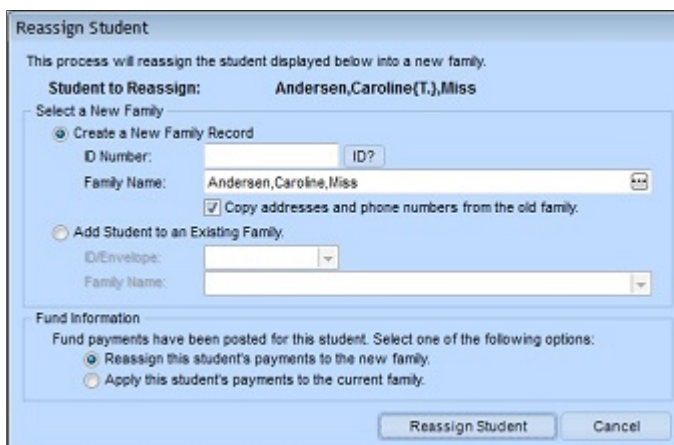 Reassign Student
This process will reassign the student displayed below into a new family.
Student to Reassign: Andersen,Caroline{T.},Miss
Select a New Family
Create a New Family Record
ID Number: ID?
Family Name: Andersen,Caroline,Miss
Copy addresses and phone numbers from the old family.
Add Student to an Existing Family.
ID/Envelope:
Family Name:
Fund Information
Fund payments have been posted for this student. Select one of the following options:
Reassign this student's payments to the new family.
Apply this student's payments to the current family.
Reassign Student Cancel